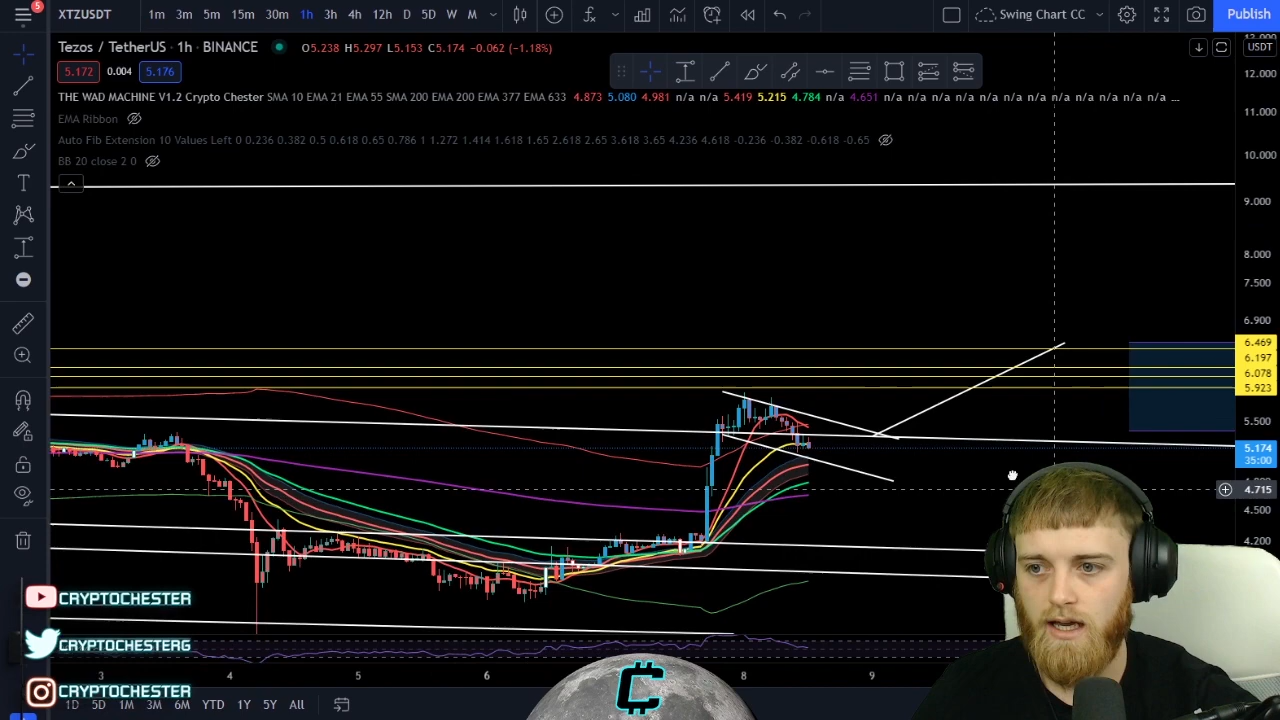 5
XTZUSDT 1m 3m 5m 15m 30m 1h 3h 4h 12h D 5D W M Swing Chart CC Publish
Tezos / TetherUS · 1h · BINANCE O5.238 H5.297 L5.153 C5.174 -0.062 (-1.18%) USDT
5.172 0.004 5.176
THE WAD MACHINE V1.2 Crypto Chester SMA 10 EMA 21 EMA 55 SMA 200 EMA 200 EMA 377 EMA 633 4.873 5.080 4.981 n/a n/a 5.419 5.215 4.784 n/a 4.651 n/a n/a n/a n/a n/a n/a n/a n/a n/a n/a n/a n/a n/a ...
EMA Ribbon
Auto Fib Extension 10 Values Left 0 0.236 0.382 0.5 0.618 0.65 0.786 1 1.272 1.414 1.618 1.65 2.618 2.65 3.618 3.65 4.236 4.618 -0.236 -0.382 -0.618 -0.65
BB 20 close 2 0
12.000
11.000
10.000
9.000
8.000
7.500
6.900
6.469
6.197
6.078
5.923
5.500
5.174
35:00
4.715
4.500
4.200
CRYPTOCHESTER
CRYPTOCHESTERG
CRYPTOCHESTER
3 4 5 6 8 9
1D 5D 1M 3M 6M YTD 1Y 5Y All